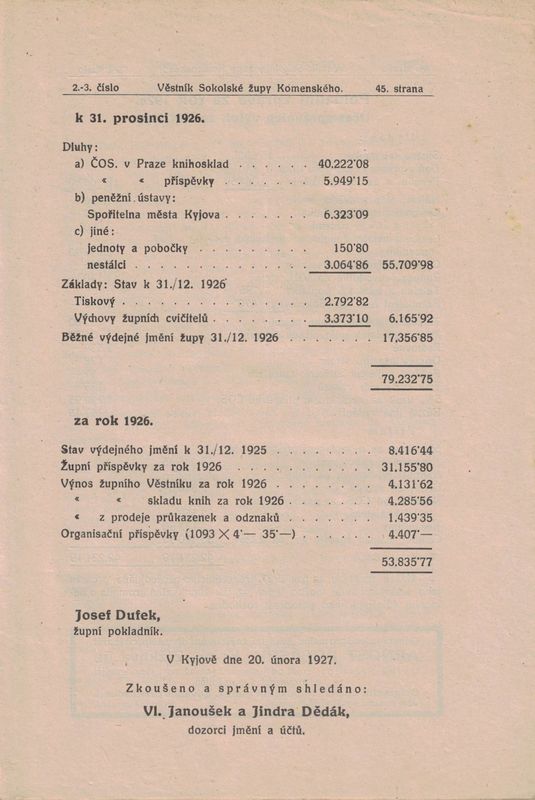 2.-3. číslo Věstník Sokolské župy Komenského. 45. strana
k 31. prosinci 1926.
Dluhy:
a) ČOS. v Praze knihosklad . . . . . . 40.222'08
« « příspěvky . . . . . . . 5.949'15
b) peněžní ústavy:
Spořitelna města Kyjova . . . . . . . 6.323'09
c) jiné:
jednoty a pobočky . . . . . . . . . 150'80
nestálci . . . . . . . . . . . . . . 3.064'86 55.709'98
Základy: Stav k 31./12. 1926
Tiskový . . . . . . . . . . . . . . . 2.792'82
Výchovy župních cvičitelů . . . . . . . . 3.373'10 6.165'92
Běžné výdejné jmění župy 31./12. 1926 . . . . . . . 17,356'85
79.232'75
za rok 1926.
Stav výdejného jmění k 31./12. 1925 . . . . . . . . 8.416'44
Župní příspěvky za rok 1926 . . . . . . . . . . . 31.155'80
Výnos župního Věstníku za rok 1926 . . . . . . . . 4.131'62
« « skladu knih za rok 1926 . . . . . . . 4.285'56
« z prodeje průkazenek a odznaků . . . . . . . 1.439'35
Organisační příspěvky (1093 × 4'— 35'—) . . . . . . 4.407'—
53.835'77
Josef Dufek,
župní pokladník.
V Kyjově dne 20. února 1927.
Zkoušeno a správným shledáno:
Vl. Janoušek a Jindra Dědák,
dozorci jmění a účtů.